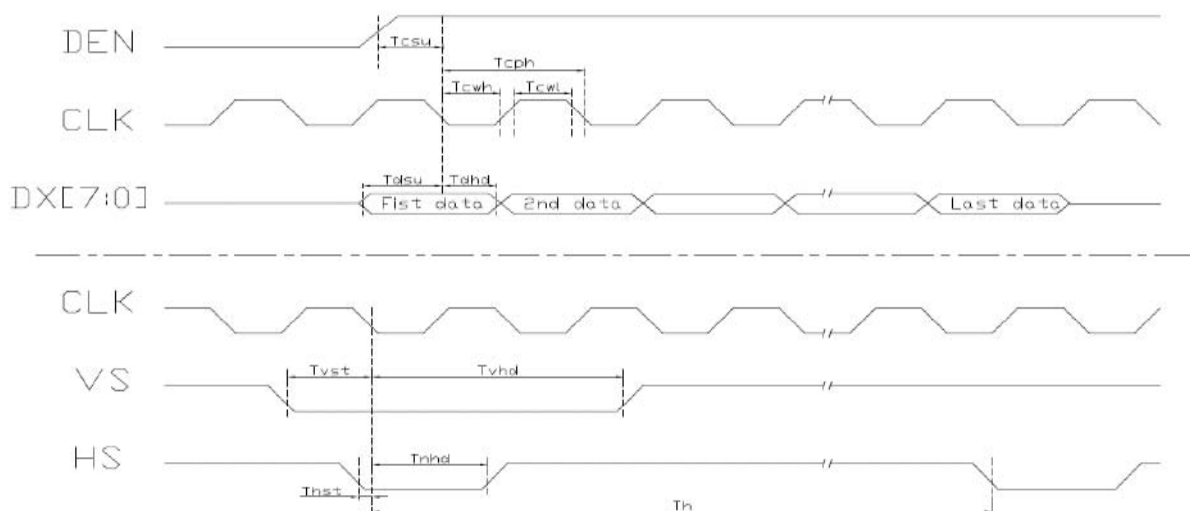 DEN
Tcsu
Tcph
Tcwh
Tcwl
CLK
Tdsu
Tdhd
DX[7:0]
Fist data
2nd data
Last data
CLK
Tvst
Tvhd
VS
HS
Tnhd
Thst
Th